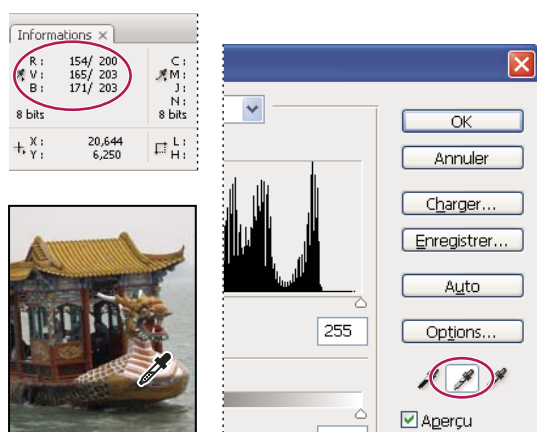 Informations ×
R : 154/ 200 C :
V : 165/ 203 M :
B : 171/ 203 J :
N :
8 bits 8 bits
X : 20,644 L :
Y : 6,250 H :
OK
Annuler
Charger...
Enregistrer...
Auto
255 Options...
Aperçu